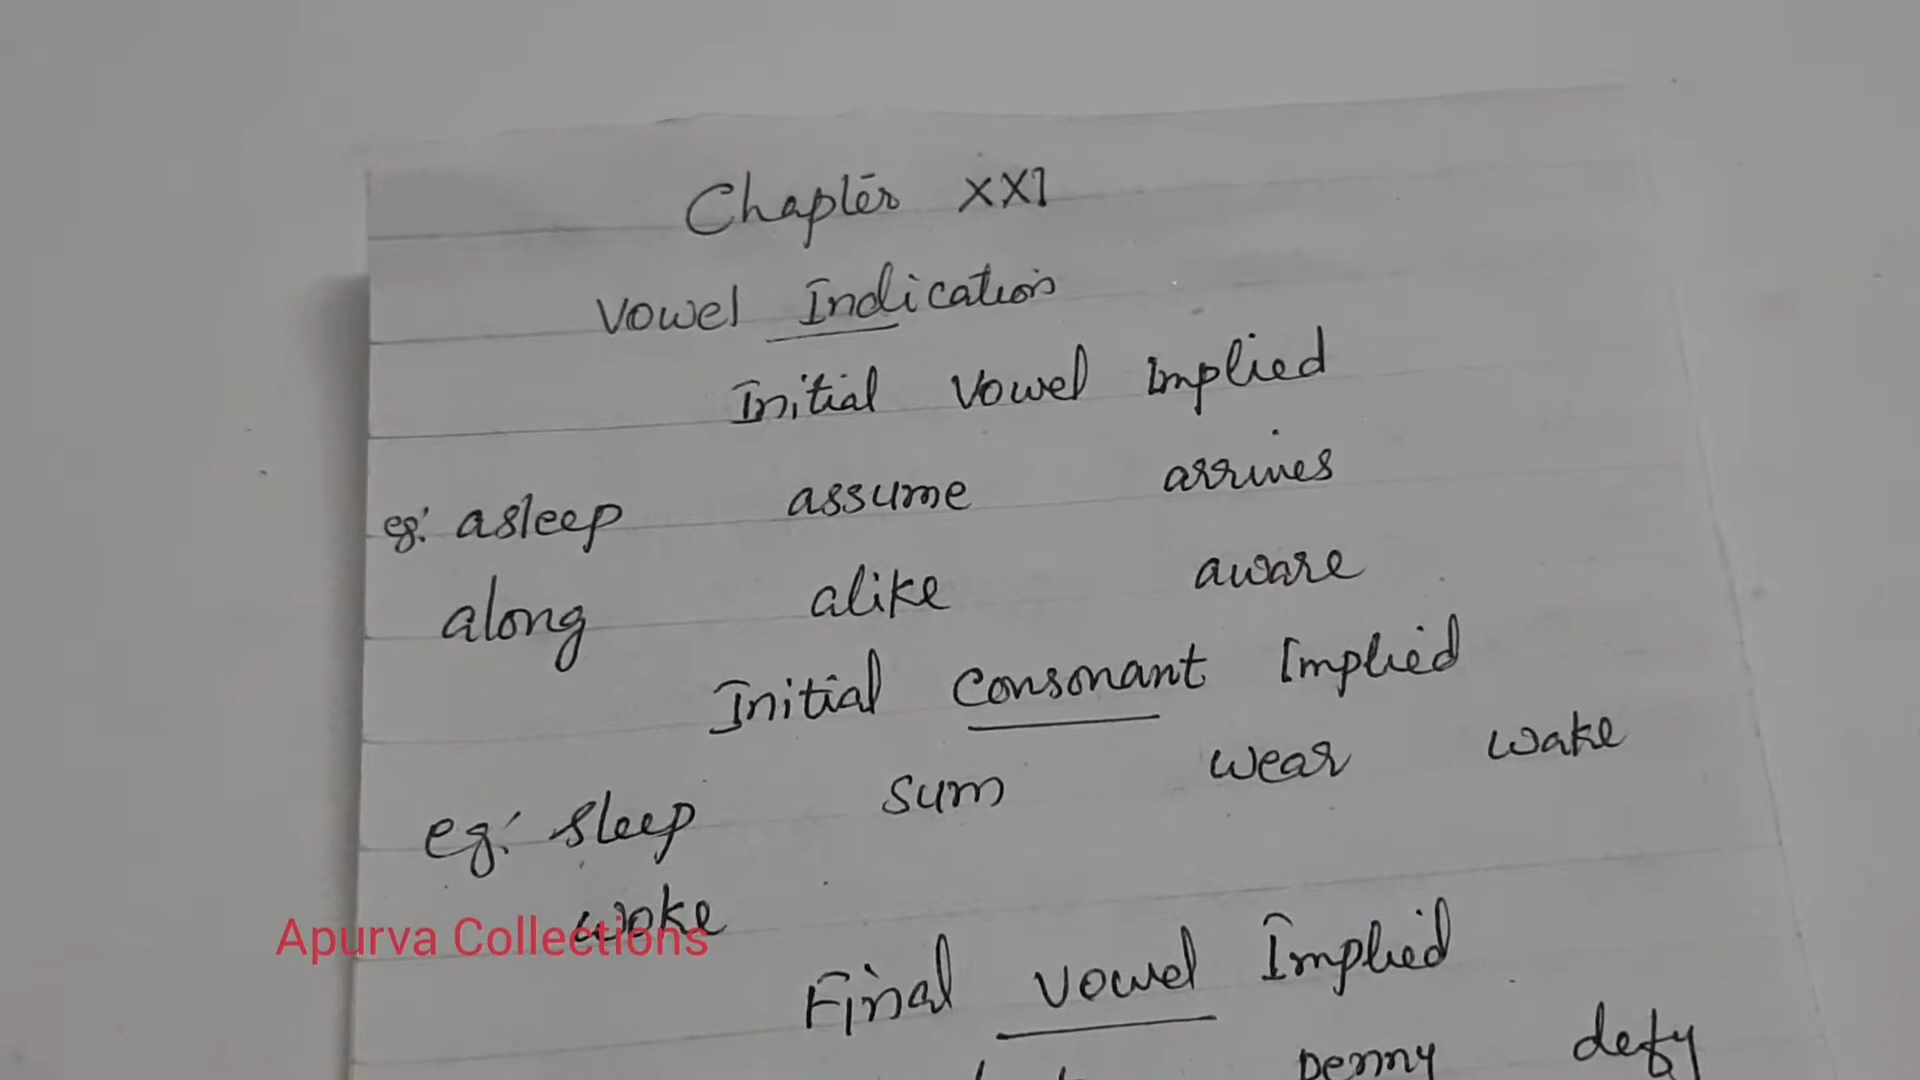 Chapter XXI
Vowel Indication
Initial Vowel Implied
eg: asleep assume arrives
along alike aware
Initial Consonant Implied
eg: sleep sum wear wake
woke
Apurva Collections
Final Vowel Implied
penny defy